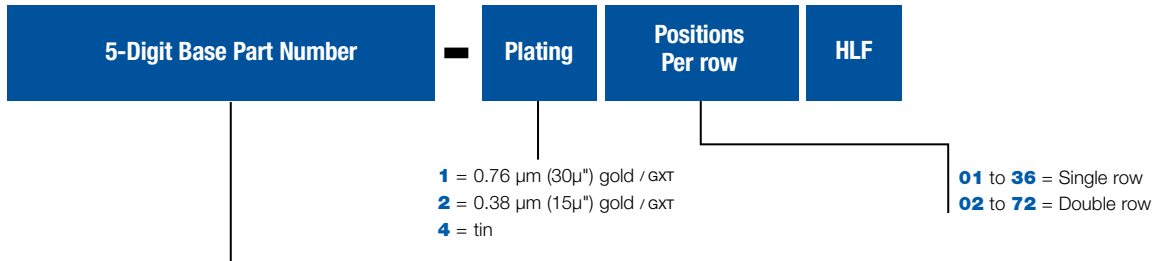 5-Digit Base Part Number - Plating Positions Per row HLF
1 = 0.76 µm (30µ") gold / GXT
2 = 0.38 µm (15µ") gold / GXT
4 = tin
01 to 36 = Single row
02 to 72 = Double row